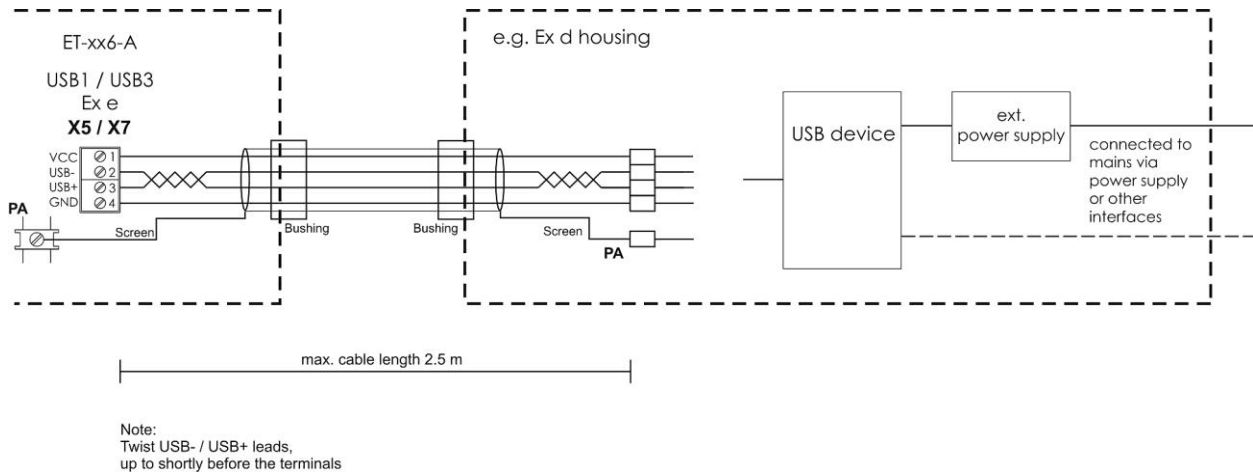 ET-xx6-A
USB1 / USB3
Ex e
X5 / X7
VCC 1
USB- 2
USB+ 3
GND 4
PA
Screen
Bushing
Bushing
e.g. Ex d housing
Screen
PA
USB device
ext.
power supply
connected to
mains via
power supply
or other
interfaces
max. cable length 2.5 m
Note:
Twist USB- / USB+ leads,
up to shortly before the terminals